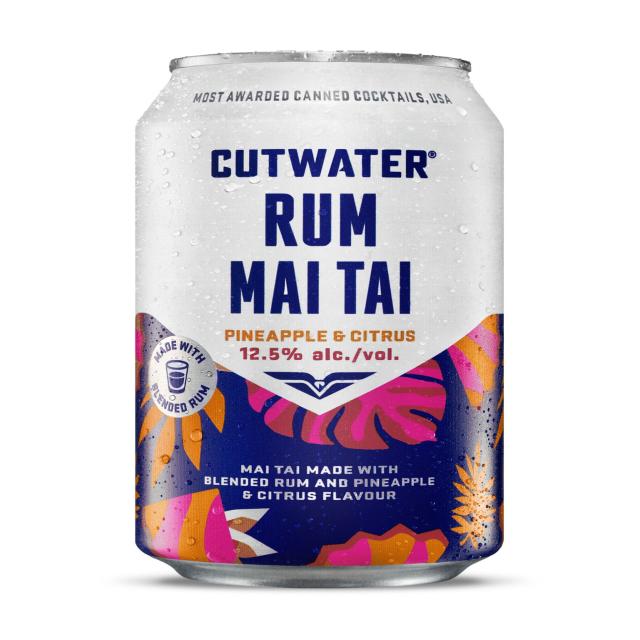 MOST AWARDED CANNED COCKTAILS, USA
CUTWATER®
RUM
MAI TAI
PINEAPPLE & CITRUS
12.5% alc./vol.
MADE WITH
BLENDED RUM
MAI TAI MADE WITH
BLENDED RUM AND PINEAPPLE
& CITRUS FLAVOUR